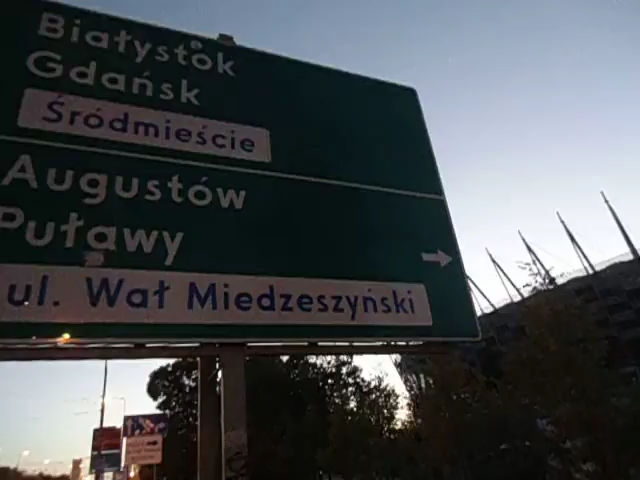 Białystok
Gdańsk
Śródmieście
Augustów
Puławy
ul. Wał Miedzeszyński